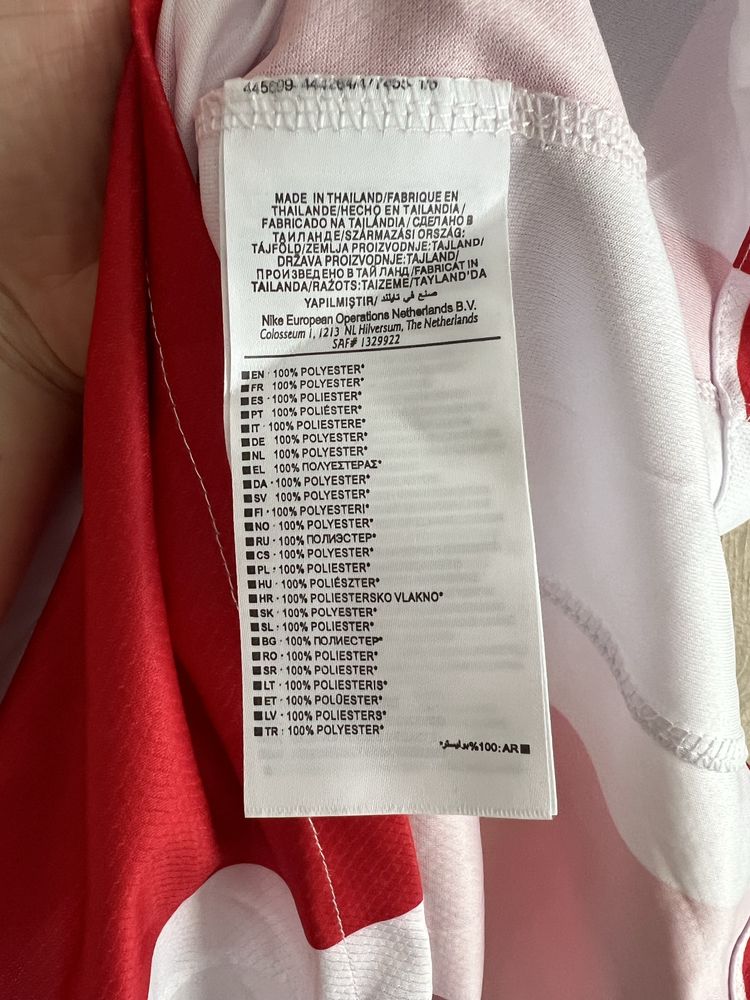 MADE IN THAILAND/FABRIQUE EN
THAILANDE/HECHO EN TAILANDIA/
FABRICADO NA TAJLÂNDIA/СДЕЛАНО В
ТАИЛАНДЕ/SZÁRMAZÁSI ORSZÁG:
TÁJFÖLD/ZEMLJA PROIZVODNJE:TAJLAND/
DRŽAVA PROIZVODNJE:TAJLAND/
ПРОИЗВЕДЕНО В ТАЙЛАНД/FABRICAT IN
TAILANDA/RAŽOTS:TAIZEME/TAYLAND'DA
YAPILMIŞTIR/ صنع في تايلند
Nike European Operations Netherlands B.V.
Colosseum 1, 1213 NL Hilversum, The Netherlands
SAF# 1329922
EN · 100% POLYESTER*
FR · 100% POLYESTER*
ES · 100% POLIESTER*
PT · 100% POLIÉSTER*
IT · 100% POLIESTERE*
DE · 100% POLYESTER*
NL · 100% POLYESTER*
EL · 100% ΠΟΛΥΕΣΤΕΡΑΣ*
DA · 100% POLYESTER*
SV · 100% POLYESTER*
FI · 100% POLYESTERI*
NO · 100% POLYESTER*
RU · 100% ПОЛИЭСТЕР*
CS · 100% POLYESTER*
PL · 100% POLIESTER*
HU · 100% POLIÉSZTER*
HR · 100% POLIESTERSKO VLAKNO*
SK · 100% POLYESTER*
SL · 100% POLIESTER*
BG · 100% ПОЛИЕСТЕР*
RO · 100% POLIESTER*
SR · 100% POLIESTER*
LT · 100% POLIESTERIS*
ET · 100% POLÜESTER*
LV · 100% POLIESTERS*
TR : 100% POLIESTER*
AR:100% بوليستر*